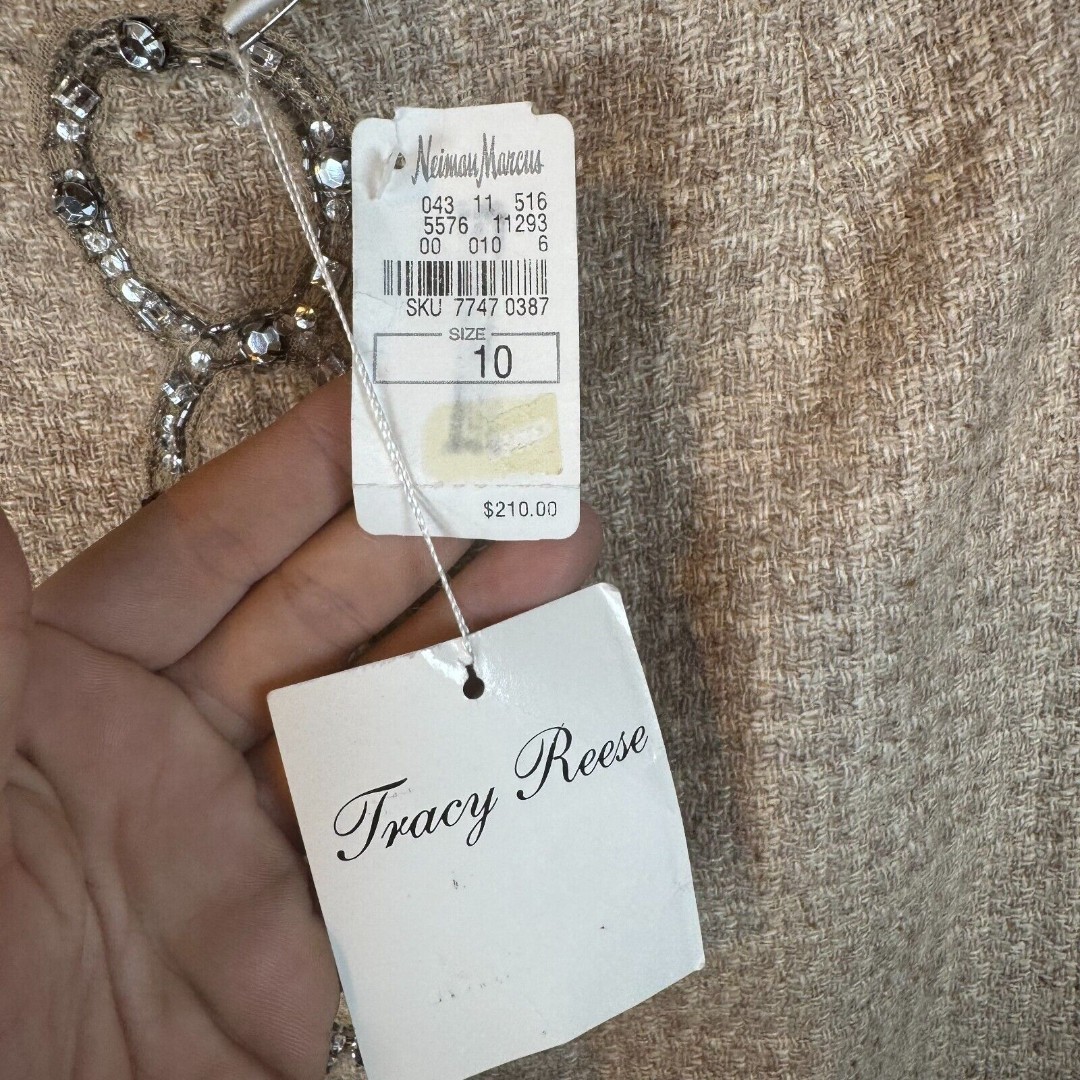 Neiman Marcus
043 11 516
5576 11293
00 010 6
SKU 7747 0387
SIZE
10
$210.00
Tracy Reese